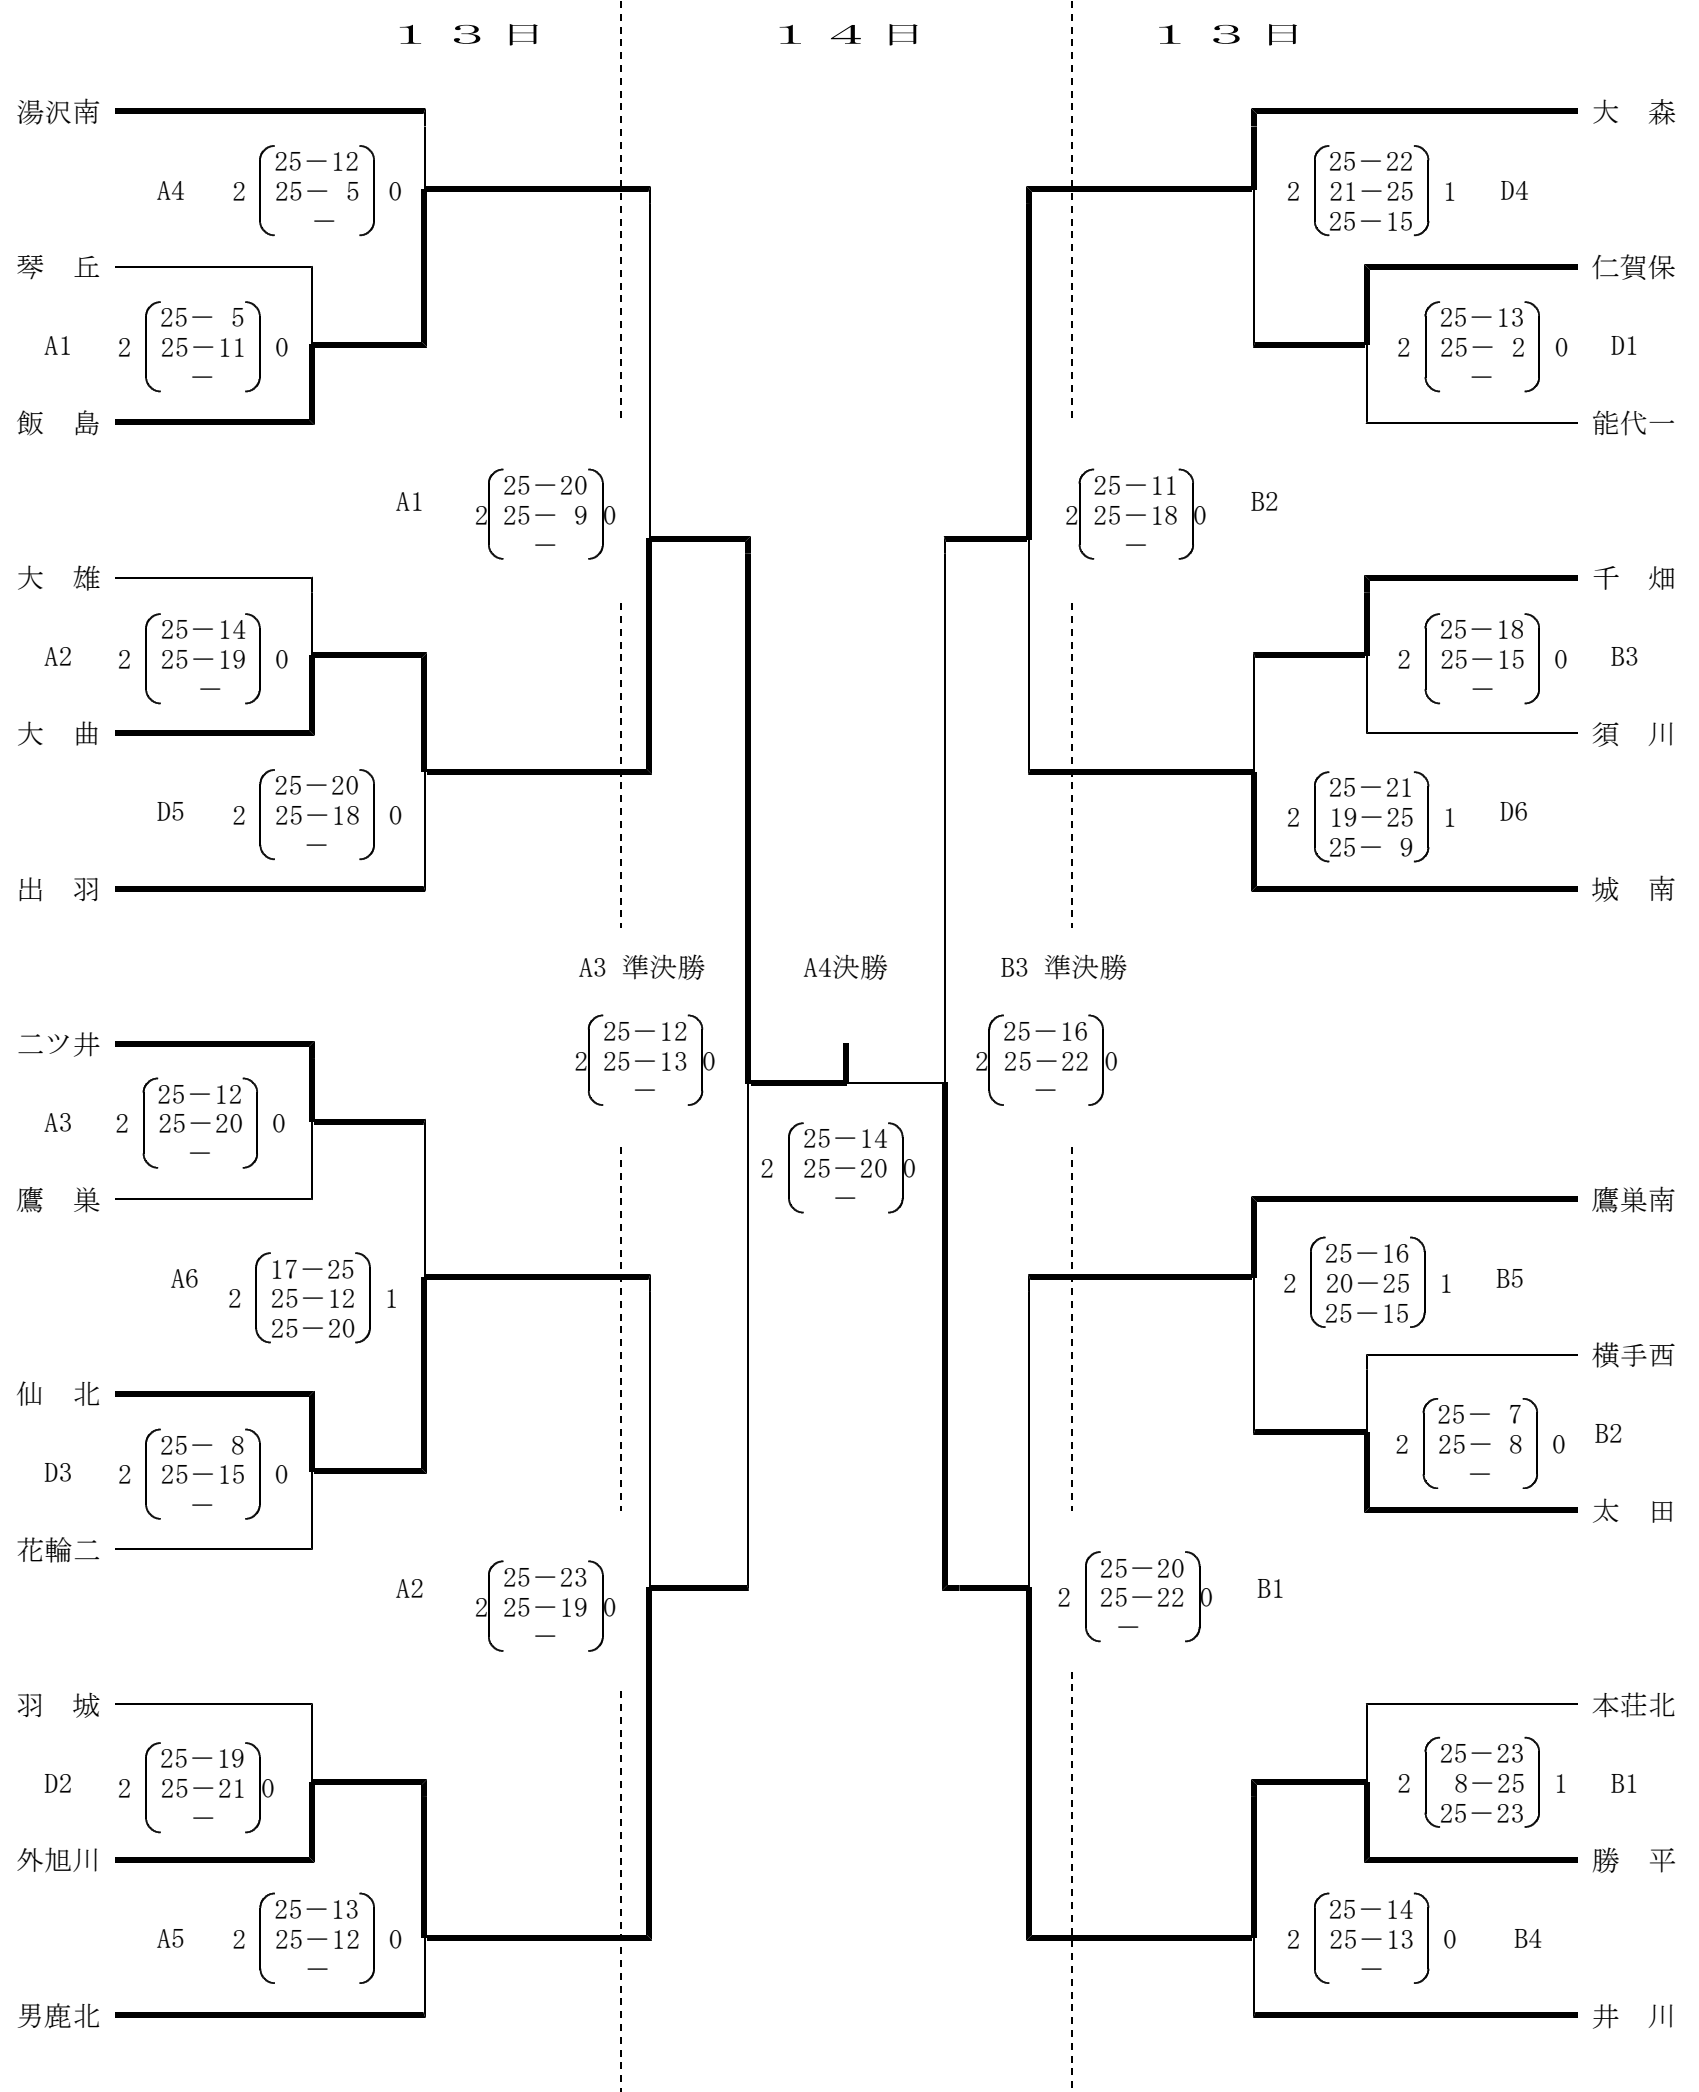 １３日 １４日 １３日
湯沢南
A4 2 25－12 0
25－ 5
－
琴　丘
A1 2 25－ 5 0
25－11
－
飯　島
A1 2 25－20 0
25－ 9
－
大　雄
A2 2 25－14 0
25－19
－
大　曲
D5 2 25－20 0
25－18
－
出　羽
A3 準決勝
2 25－12 0
25－13
－
二ツ井
A3 2 25－12 0
25－20
－
鷹　巣
A6 2 17－25 1
25－12
25－20
仙　北
D3 2 25－ 8 0
25－15
－
花輪二
A2 2 25－23 0
25－19
－
羽　城
D2 2 25－19 0
25－21
－
外旭川
A5 2 25－13 0
25－12
－
男鹿北
A4決勝
2 25－14 0
25－20
－
大　森
2 25－22 1 D4
21－25
25－15
仁賀保
2 25－13 0 D1
25－ 2
－
能代一
2 25－11 0 B2
25－18
－
千　畑
2 25－18 0 B3
25－15
－
須　川
2 25－21 1 D6
19－25
25－ 9
城　南
B3 準決勝
2 25－16 0
25－22
－
鷹巣南
2 25－16 1 B5
20－25
25－15
横手西
2 25－ 7 0 B2
25－ 8
－
太　田
2 25－20 0 B1
25－22
－
本荘北
2 25－23 1 B1
8－25
25－23
勝　平
2 25－14 0 B4
25－13
－
井　川